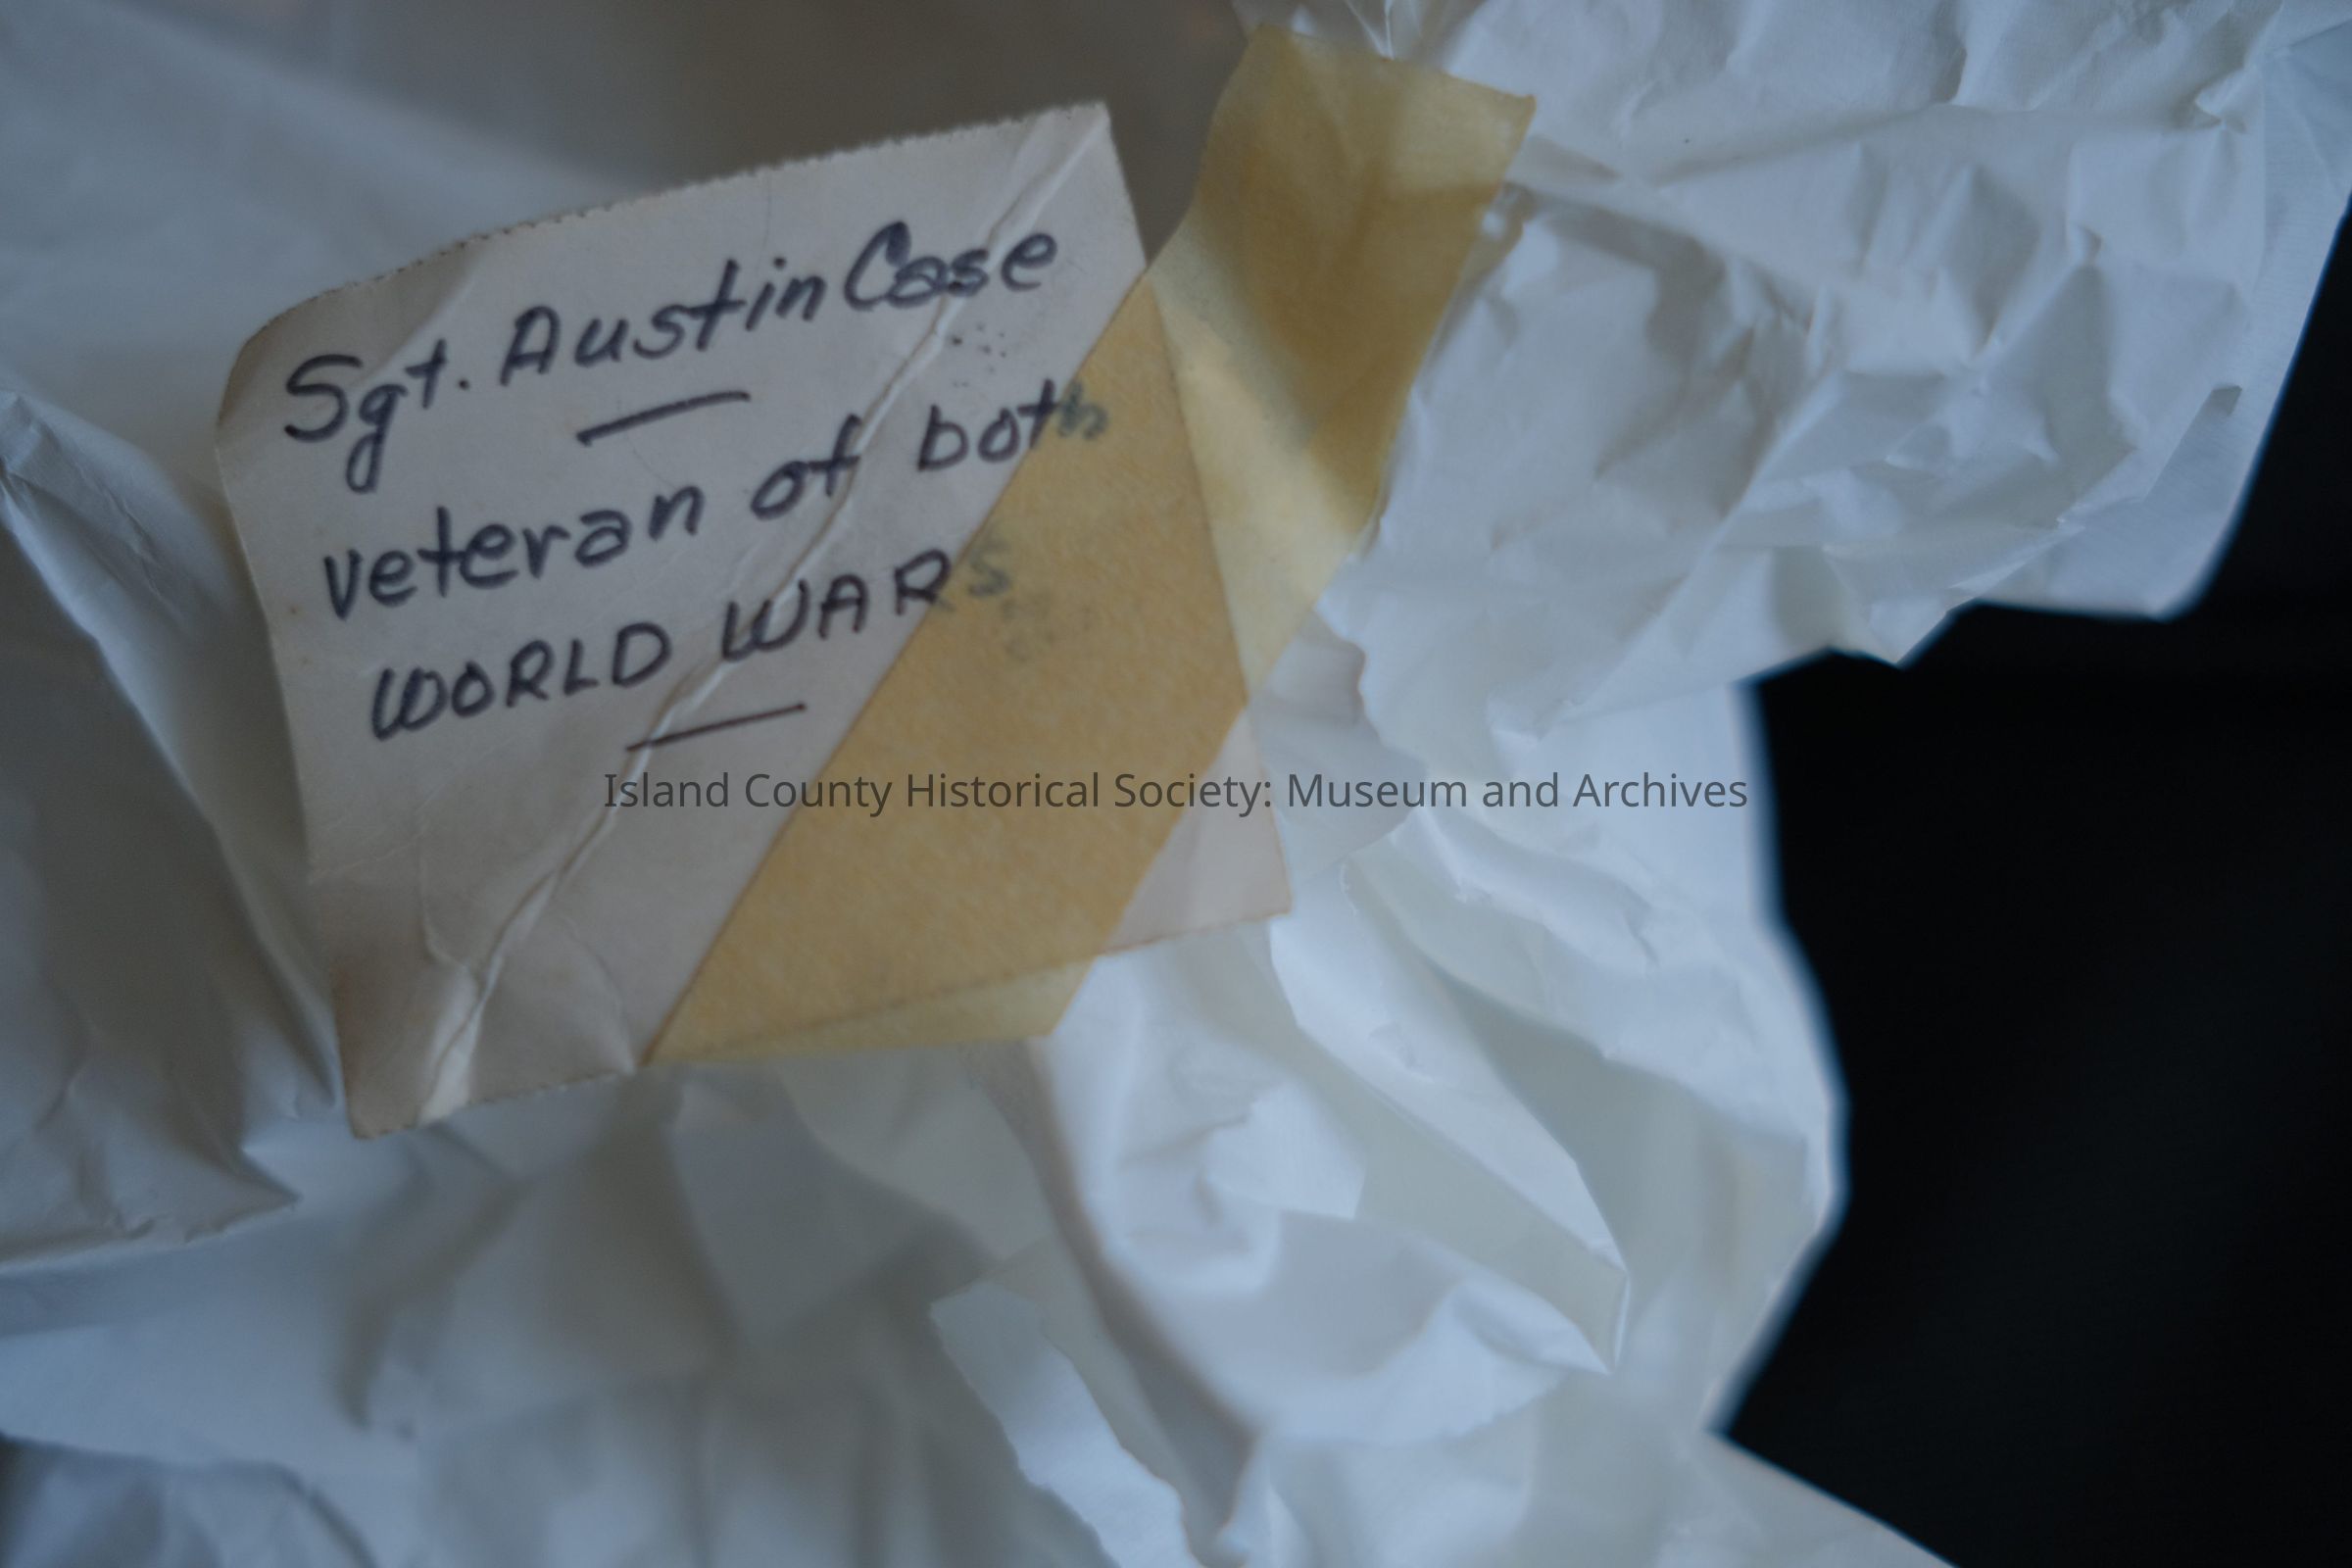 Sgt. Austin Case
veteran of both
WORLD WARS
Island County Historical Society: Museum and Archives